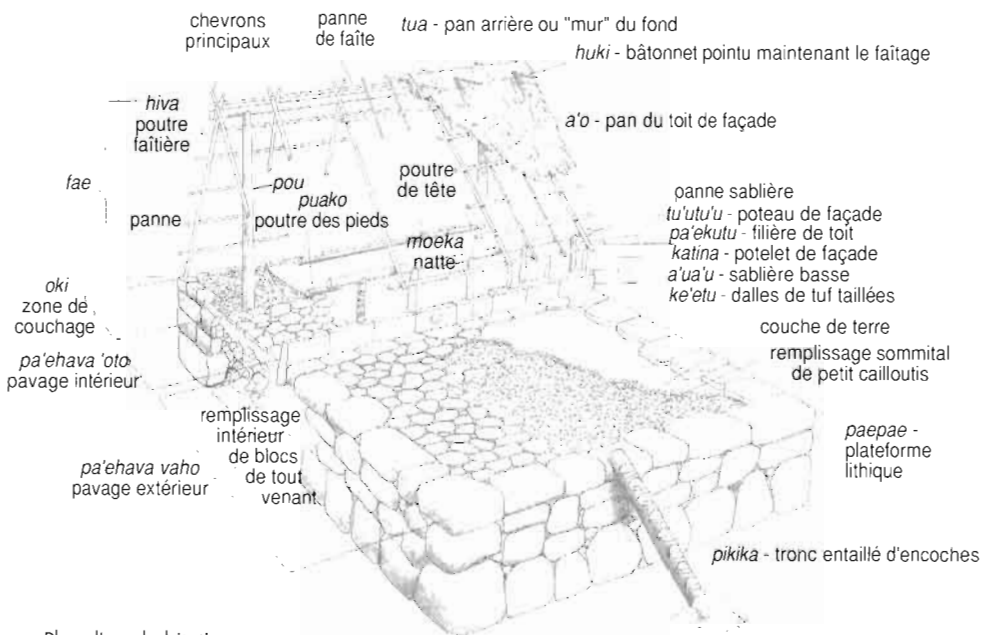 chevrons
principaux
panne
de faîte
tua - pan arrière ou "mur" du fond
huki - bâtonnet pointu maintenant le faîtage
hiva
poutre
faîtière
a'o - pan du toit de façade
fae
pou
puako
poutre des pieds
poutre
de tête
panne
moeka
natte
panne sablière
tu'utu'u - poteau de façade
pa'ekutu - filière de toit
katina - potelet de façade
a'ua'u - sablière basse
ke'etu - dalles de tuf taillées
oki
zone de
couchage
couche de terre
pa'ehava 'oto
pavage intérieur
remplissage sommital
de petit cailloutis
remplissage
intérieur
de blocs
de tout
venant
pa'ehava vaho
pavage extérieur
paepae -
plateforme
lithique
pikika - tronc entaillé d'encoches